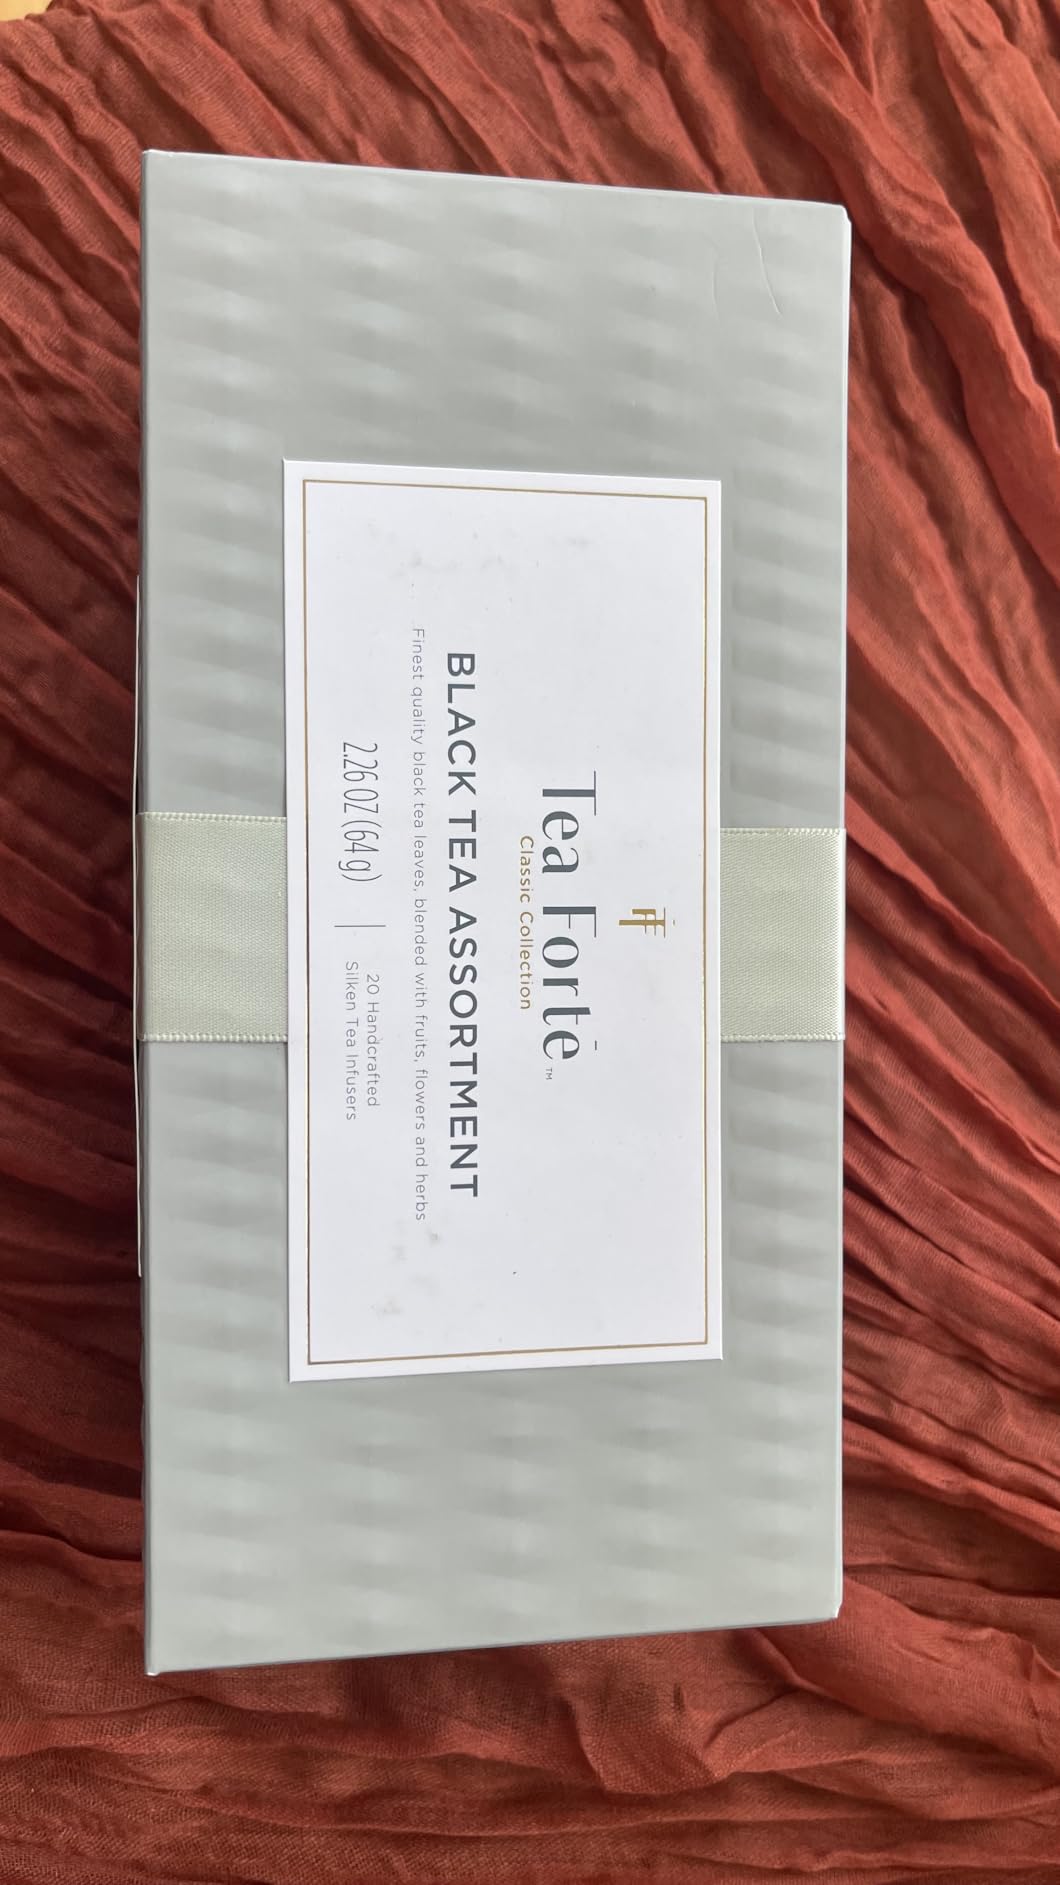 Tea Forté™
Classic Collection
BLACK TEA ASSORTMENT
Finest quality black tea leaves, blended with fruits, flowers and herbs
2.26 OZ (64 g) | 20 Handcrafted
Silken Tea Infusers